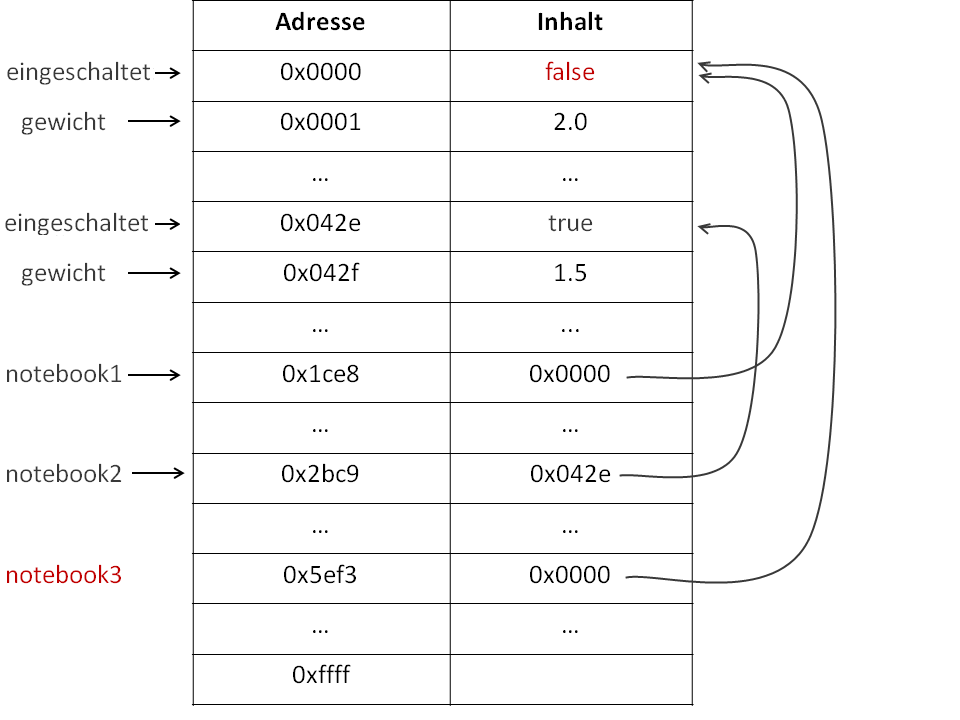 Adresse Inhalt
eingeschaltet 0x0000 false
gewicht 0x0001 2.0
... ...
eingeschaltet 0x042e true
gewicht 0x042f 1.5
... ...
notebook1 0x1ce8 0x0000
... ...
notebook2 0x2bc9 0x042e
... ...
notebook3 0x5ef3 0x0000
... ...
0xffff